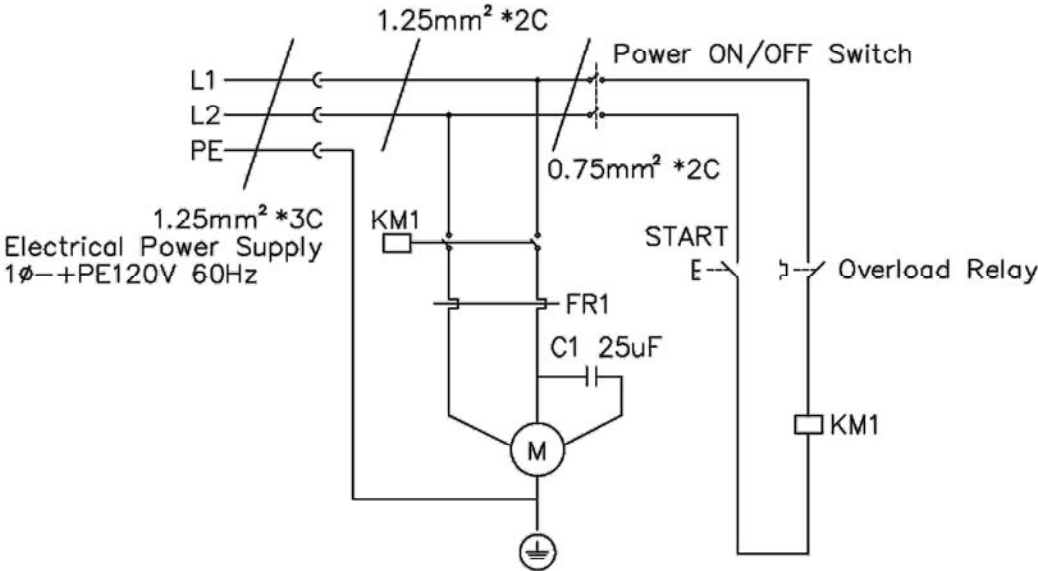 1.25mm² *2C
Power ON/OFF Switch
L1
L2
PE
0.75mm² *2C
1.25mm² *3C
Electrical Power Supply
1ø-+PE120V 60Hz
KM1
START
Overload Relay
FR1
C1 25uF
KM1
M